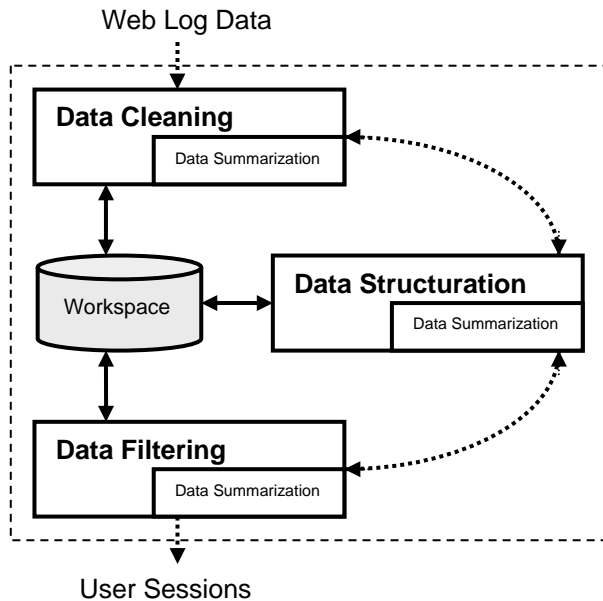 Web Log Data
Data Cleaning
Data Summarization
Workspace
Data Structuration
Data Summarization
Data Filtering
Data Summarization
User Sessions